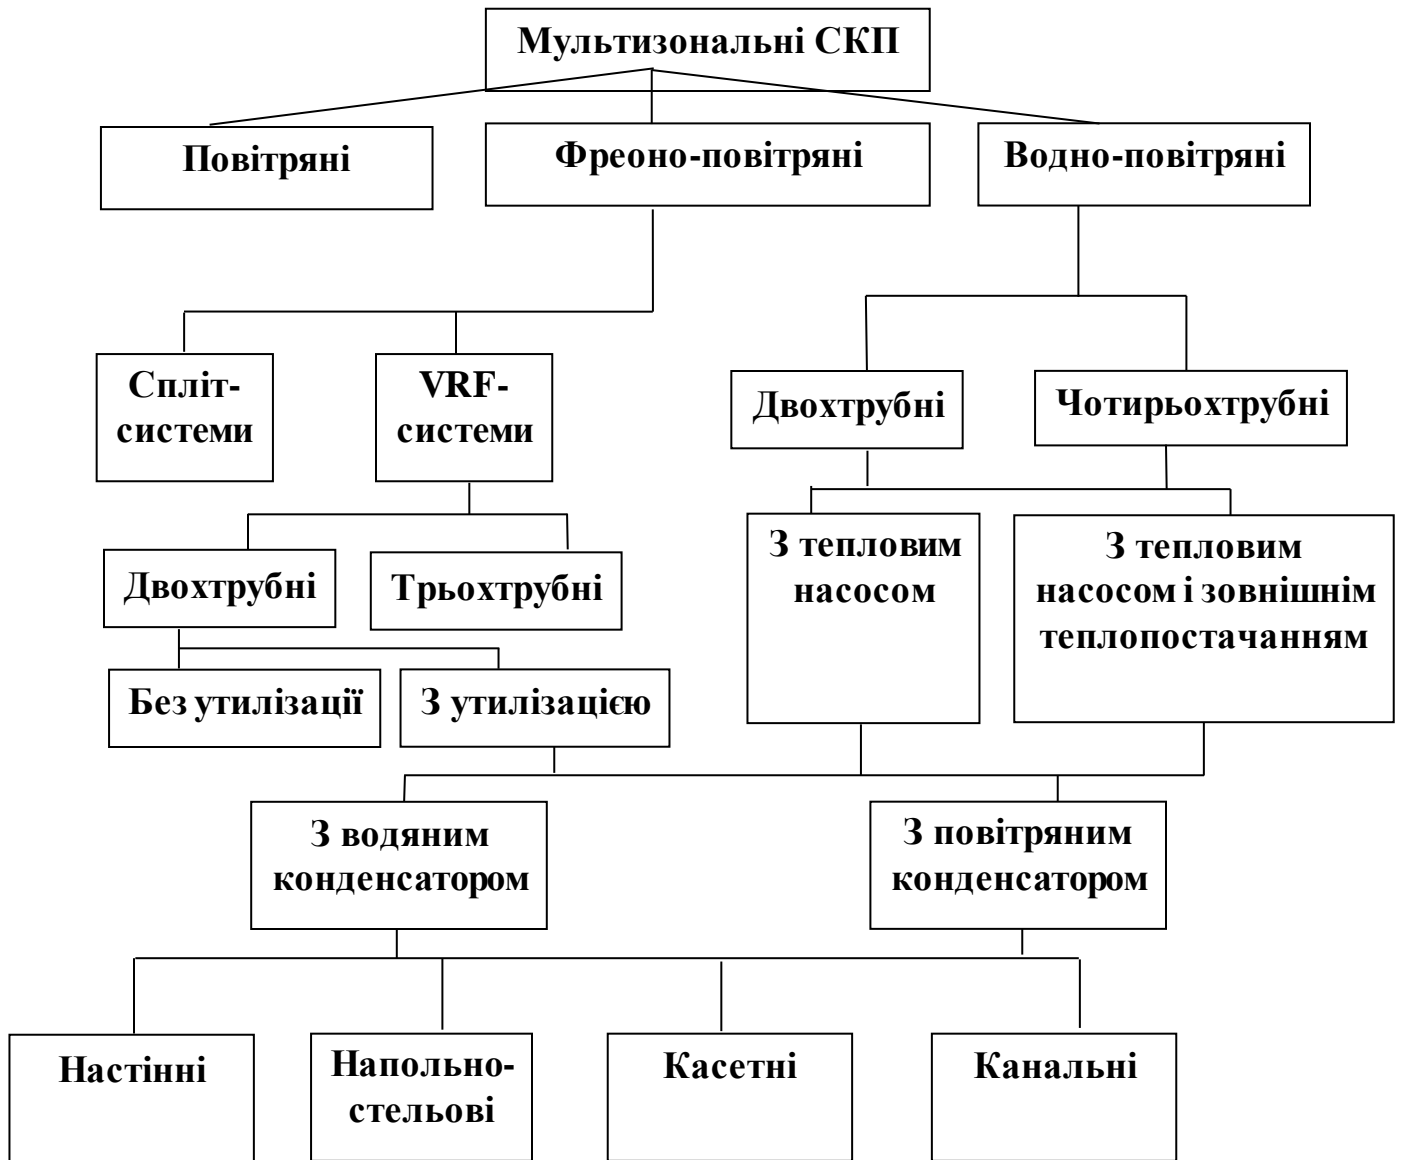 Мультизональні СКП
Повітряні
Фреоно-повітряні
Водно-повітряні
Спліт-
системи
VRF-
системи
Двохтрубні
Чотирьохтрубні
Двохтрубні
Трьохтрубні
З тепловим
насосом
З тепловим
насосом і зовнішнім
теплопостачанням
Без утилізації
З утилізацією
З водяним
конденсатором
З повітряним
конденсатором
Настінні
Напольно-
стельові
Касетні
Канальні